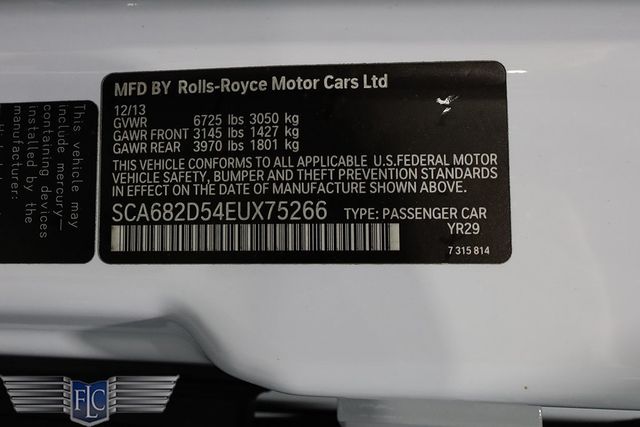 MFD BY Rolls-Royce Motor Cars Ltd
12/13
GVWR 6725 lbs 3050 kg
GAWR FRONT 3145 lbs 1427 kg
GAWR REAR 3970 lbs 1801 kg
THIS VEHICLE CONFORMS TO ALL APPLICABLE U.S.FEDERAL MOTOR
VEHICLE SAFETY, BUMPER AND THEFT PREVENTION STANDARDS
IN EFFECT ON THE DATE OF MANUFACTURE SHOWN ABOVE.
SCA682D54EUX75266 TYPE: PASSENGER CAR
YR29
7 315 814
This vehicle may
include mercury-
containing devices
installed by the
manufacturer:
FLC